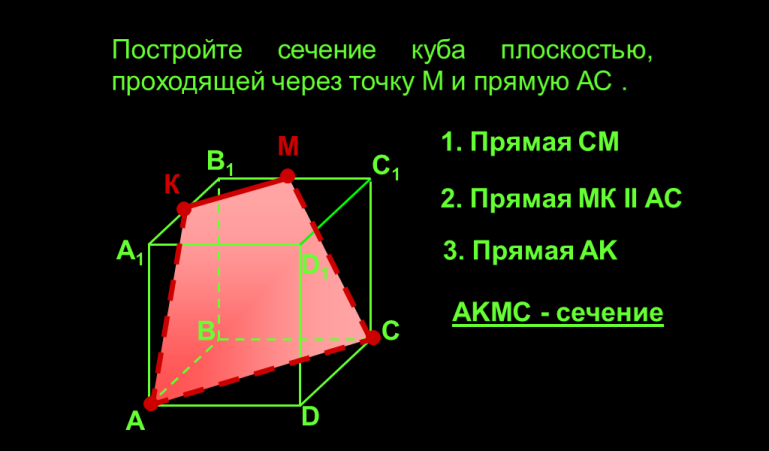 Постройте сечение куба плоскостью,
проходящей через точку М и прямую АС .
М
В₁
С₁
К
А₁
D₁
В
С
А
D
1. Прямая СМ
2. Прямая МК II АС
3. Прямая АK
АКМС - сечение